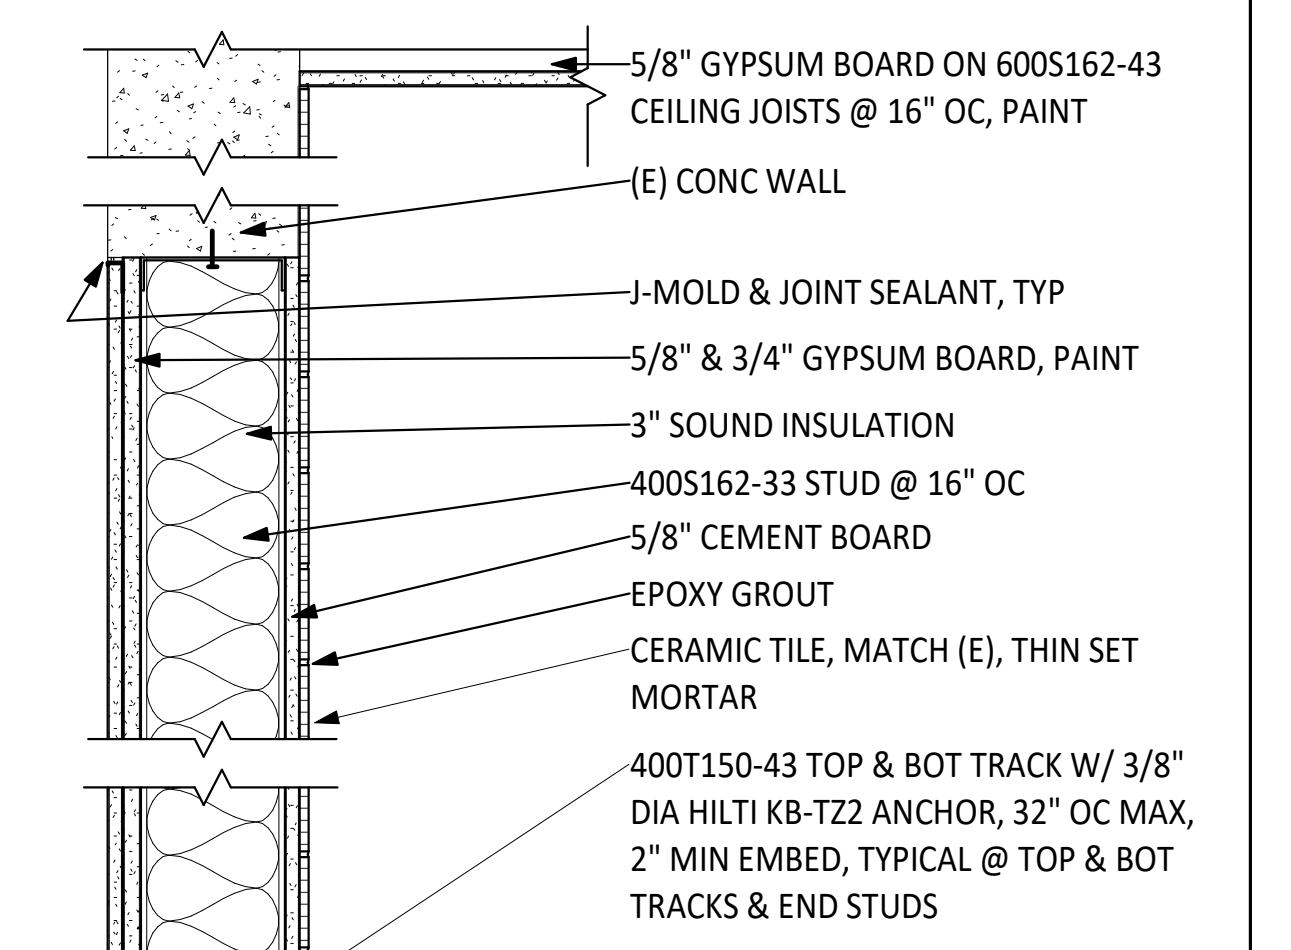 5/8" GYPSUM BOARD ON 600S162-43
CEILING JOISTS @ 16" OC, PAINT
(E) CONC WALL
J-MOLD & JOINT SEALANT, TYP
5/8" & 3/4" GYPSUM BOARD, PAINT
3" SOUND INSULATION
400S162-33 STUD @ 16" OC
5/8" CEMENT BOARD
EPOXY GROUT
CERAMIC TILE, MATCH (E), THIN SET
MORTAR
400T150-43 TOP & BOT TRACK W/ 3/8"
DIA HILTI KB-TZ2 ANCHOR, 32" OC MAX,
2" MIN EMBED, TYPICAL @ TOP & BOT
TRACKS & END STUDS